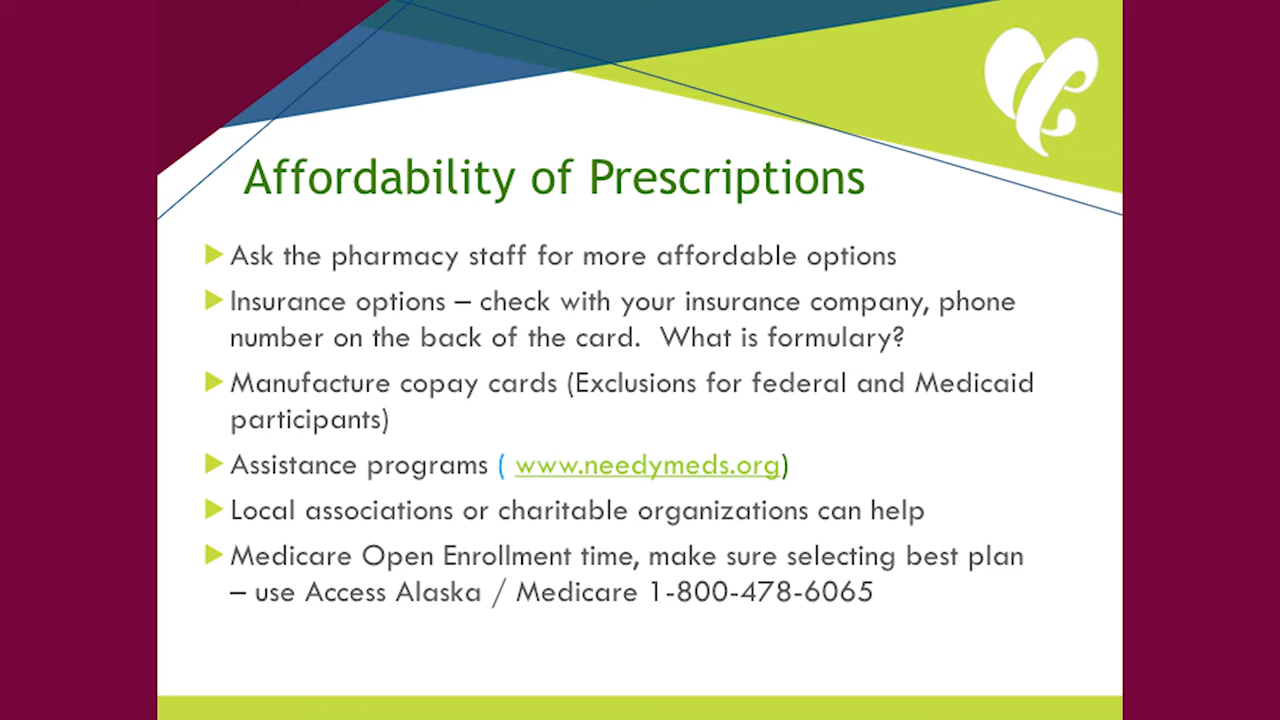 Affordability of Prescriptions
Ask the pharmacy staff for more affordable options
Insurance options – check with your insurance company, phone
number on the back of the card.  What is formulary?
Manufacture copay cards (Exclusions for federal and Medicaid
participants)
Assistance programs ( www.needymeds.org)
Local associations or charitable organizations can help
Medicare Open Enrollment time, make sure selecting best plan
– use Access Alaska / Medicare 1-800-478-6065